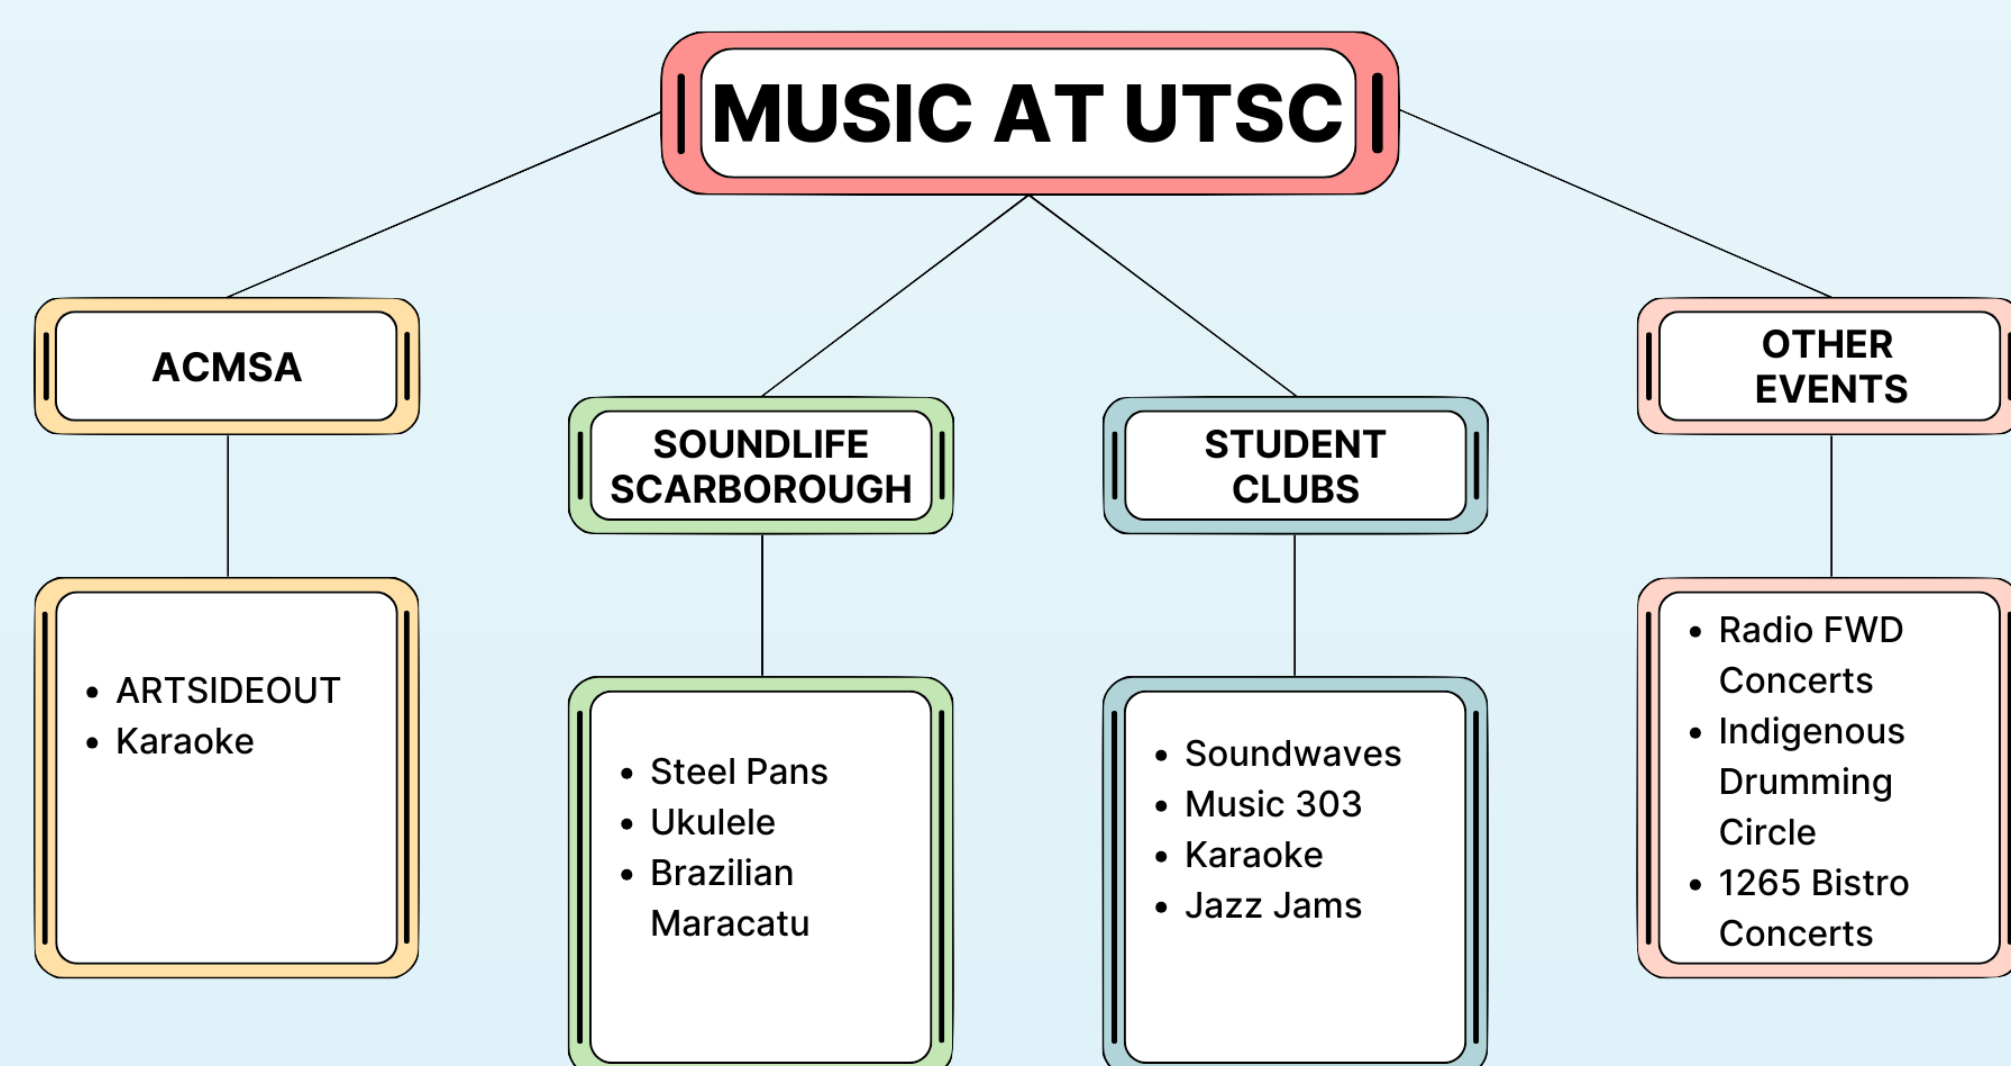 MUSIC AT UTSC
ACMSA
• ARTSIDEOUT
• Karaoke
SOUNDLIFE
SCARBOROUGH
• Steel Pans
• Ukulele
• Brazilian
Maracatu
STUDENT
CLUBS
• Soundwaves
• Music 303
• Karaoke
• Jazz Jams
OTHER
EVENTS
• Radio FWD
Concerts
• Indigenous
Drumming
Circle
• 1265 Bistro
Concerts